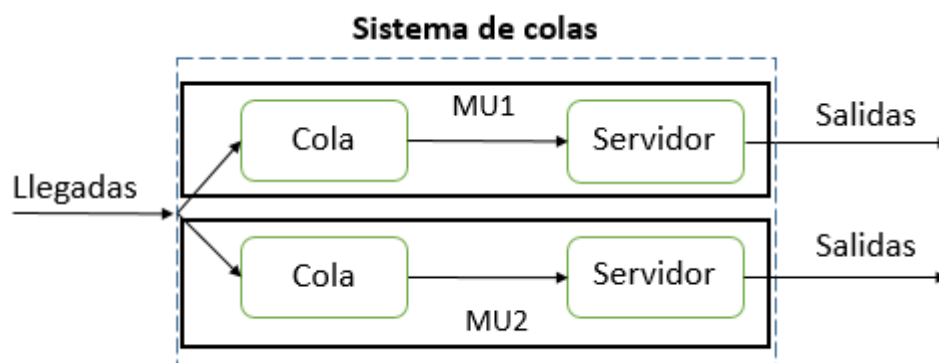 Sistema de colas
MU1
Cola
Servidor
Salidas
Llegadas
Cola
Servidor
Salidas
MU2